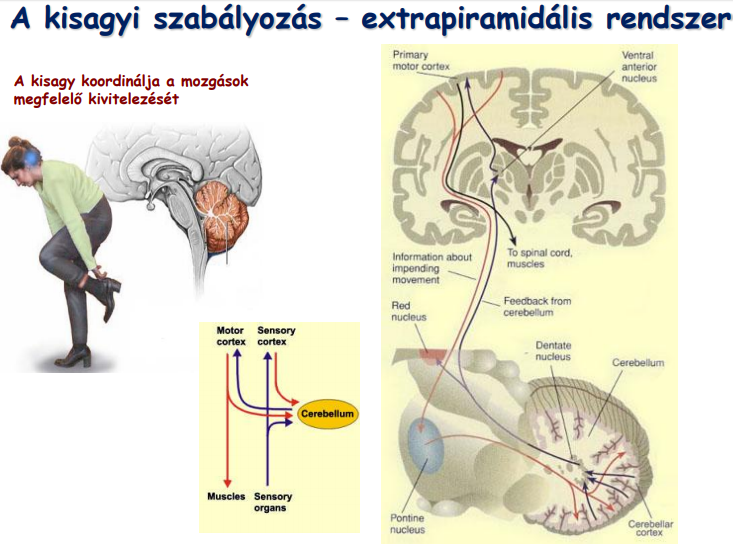 A kisagyi szabályozás – extrapiramidális rendszer
A kisagy koordinálja a mozgások
megfelelő kivitelezését
Motor
cortex
Sensory
cortex
Cerebellum
Muscles
Sensory
organs
Primary
motor cortex
Ventral
anterior
nucleus
To spinal cord,
muscles
Information about
impending
movement
Feedback from
cerebellum
Red
nucleus
Dentate
nucleus
Cerebellum
Pontine
nucleus
Cerebellar
cortex